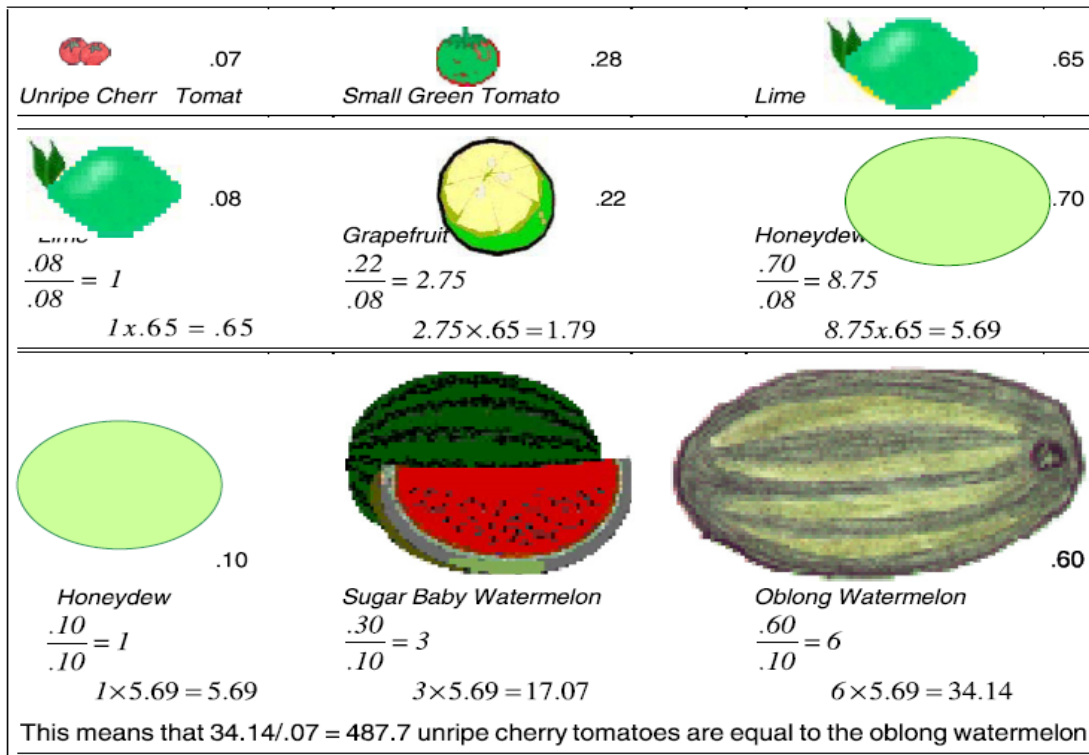 .07 .28 .65
Unripe Cherr Tomat Small Green Tomato Lime
.08 .22 .70
Lime Grapefruit Honeydew
.08/.08 = 1 .22/.08 = 2.75 .70/.08 = 8.75
1x.65 = .65 2.75×.65 = 1.79 8.75x.65 = 5.69
.10 .60
Honeydew Sugar Baby Watermelon Oblong Watermelon
.10/.10 = 1 .30/.10 = 3 .60/.10 = 6
1×5.69 = 5.69 3×5.69 = 17.07 6×5.69 = 34.14
This means that 34.14/.07 = 487.7 unripe cherry tomatoes are equal to the oblong watermelon